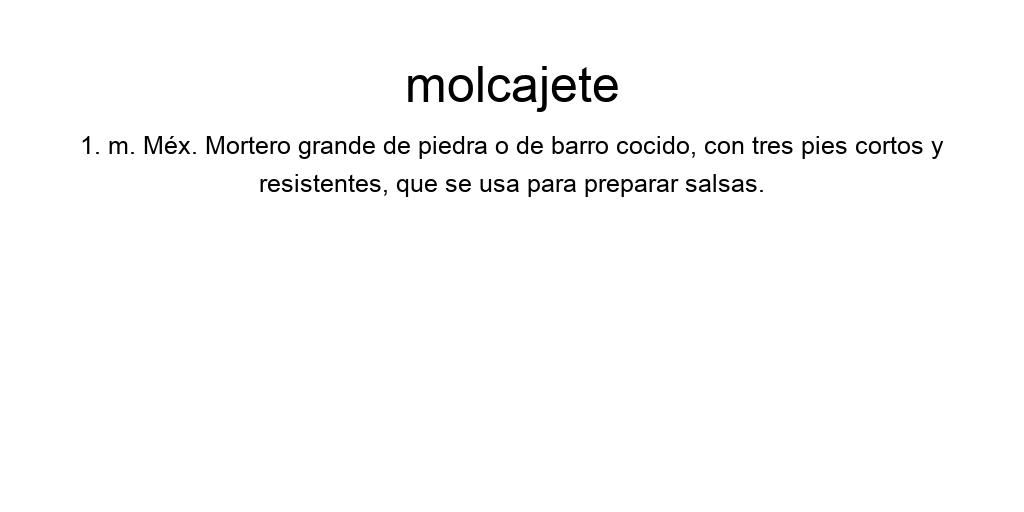 molcajete
1. m. Méx. Mortero grande de piedra o de barro cocido, con tres pies cortos y
resistentes, que se usa para preparar salsas.